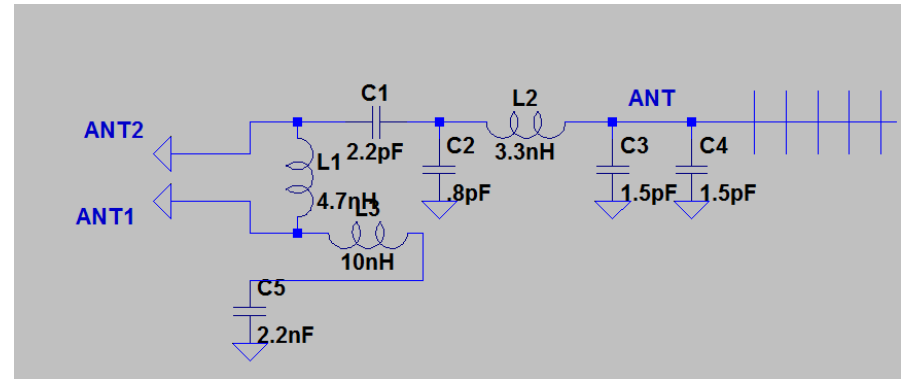 C1
L2
ANT
ANT2
L1
2.2pF
C2
3.3nH
C3
C4
ANT1
4.7nH
.8pF
1.5pF
1.5pF
L3
10nH
C5
2.2nF